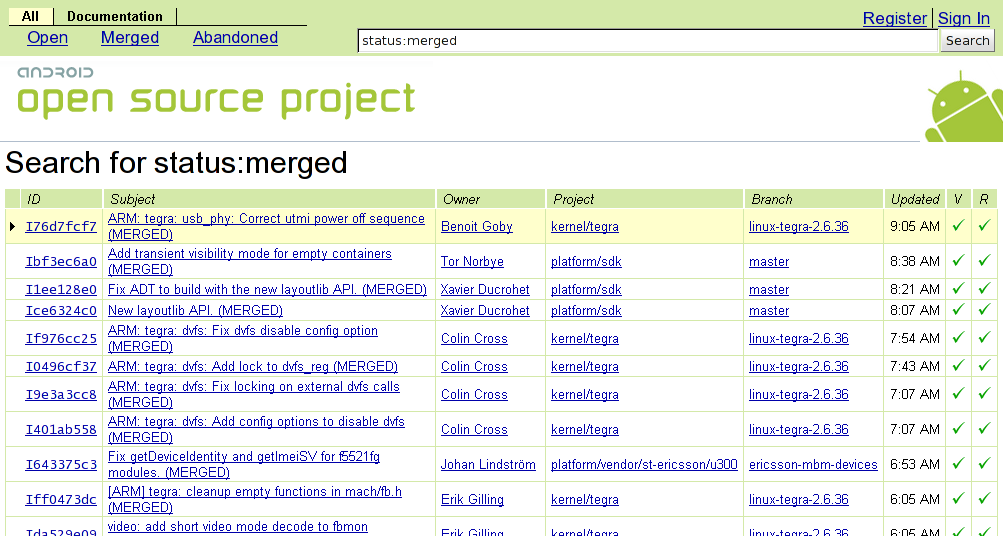 All Documentation
Register Sign In
Open Merged Abandoned
status:merged Search
ANDROID
open source project
Search for status:merged
ID Subject Owner Project Branch Updated V R
I76d7fcf7 ARM: tegra: usb_phy: Correct utmi power off sequence (MERGED) Benoit Goby kernel/tegra linux-tegra-2.6.36 9:05 AM
Ibf3ec6a0 Add transient visibility mode for empty containers (MERGED) Tor Norbye platform/sdk master 8:38 AM
I1ee128e0 Fix ADT to build with the new layoutlib API. (MERGED) Xavier Ducrohet platform/sdk master 8:21 AM
Ice6324c0 New layoutlib API. (MERGED) Xavier Ducrohet platform/sdk master 8:07 AM
If976cc25 ARM: tegra: dvfs: Fix dvfs disable config option (MERGED) Colin Cross kernel/tegra linux-tegra-2.6.36 7:54 AM
I0496cf37 ARM: tegra: dvfs: Add lock to dvfs_reg (MERGED) Colin Cross kernel/tegra linux-tegra-2.6.36 7:43 AM
I9e3a3cc8 ARM: tegra: dvfs: Fix locking on external dvfs calls (MERGED) Colin Cross kernel/tegra linux-tegra-2.6.36 7:07 AM
I401ab558 ARM: tegra: dvfs: Add config options to disable dvfs (MERGED) Colin Cross kernel/tegra linux-tegra-2.6.36 7:07 AM
I643375c3 Fix getDeviceIdentity and getImeiSV for f5521fg modules. (MERGED) Johan Lindström platform/vendor/st-ericsson/u300 ericsson-mbm-devices 6:53 AM
Iff0473dc [ARM] tegra: cleanup empty functions in mach/fb.h (MERGED) Erik Gilling kernel/tegra linux-tegra-2.6.36 6:05 AM
Ida529e09 video: add short video mode decode to fbmon Erik Gilling kernel/tegra linux-tegra-2.6.36 6:05 AM